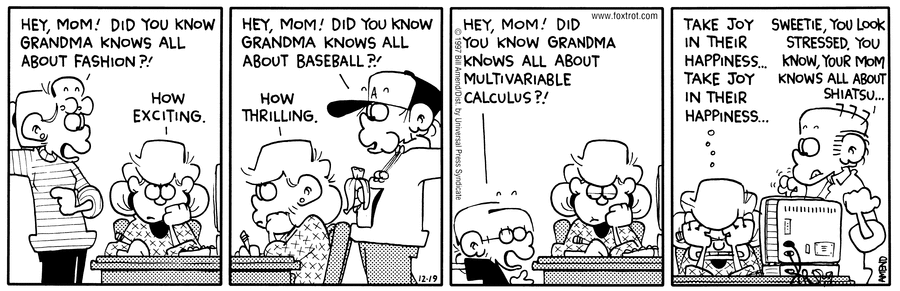 HEY, MOM! DID YOU KNOW
GRANDMA KNOWS ALL
ABOUT FASHION?!
HOW
EXCITING.
HEY, MOM! DID YOU KNOW
GRANDMA KNOWS ALL
ABOUT BASEBALL?!
HOW
THRILLING.
A
7
12-19
© 1997 Bill Amend/Dist. by Universal Press Syndicate
www.foxtrot.com
HEY, MOM! DID
YOU KNOW GRANDMA
KNOWS ALL ABOUT
MULTIVARIABLE
CALCULUS?!
TAKE JOY
IN THEIR
HAPPINESS...
TAKE JOY
IN THEIR
HAPPINESS...
SWEETIE, YOU LOOK
STRESSED. YOU
KNOW, YOUR MOM
KNOWS ALL ABOUT
SHIATSU...
AMEND